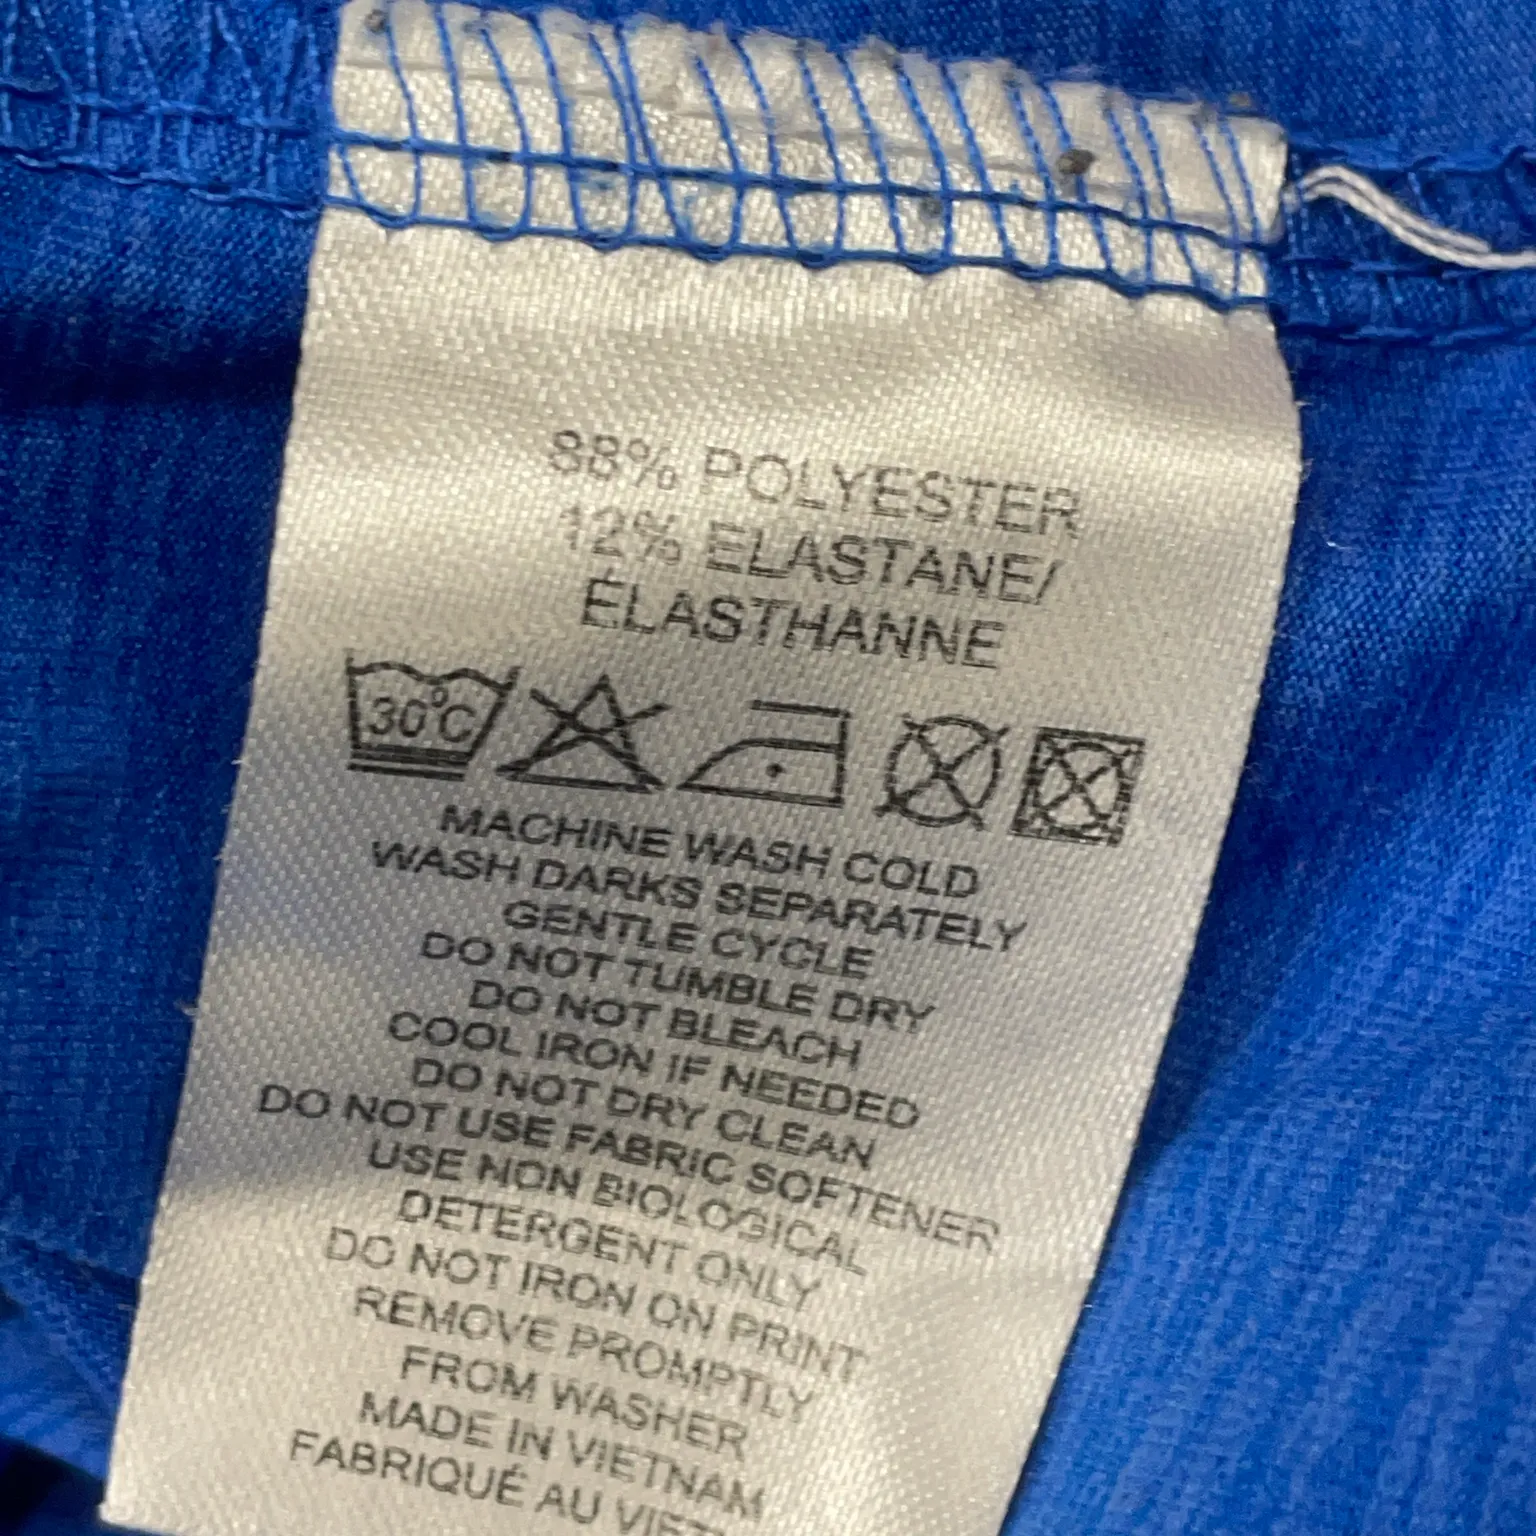 88% POLYESTER
12% ELASTANE/
ÉLASTHANNE
30°C
MACHINE WASH COLD
WASH DARKS SEPARATELY
GENTLE CYCLE
DO NOT TUMBLE DRY
DO NOT BLEACH
COOL IRON IF NEEDED
DO NOT DRY CLEAN
DO NOT USE FABRIC SOFTENER
USE NON BIOLOGICAL
DETERGENT ONLY
DO NOT IRON ON PRINT
REMOVE PROMPTLY
FROM WASHER
MADE IN VIETNAM
FABRIQUÉ AU